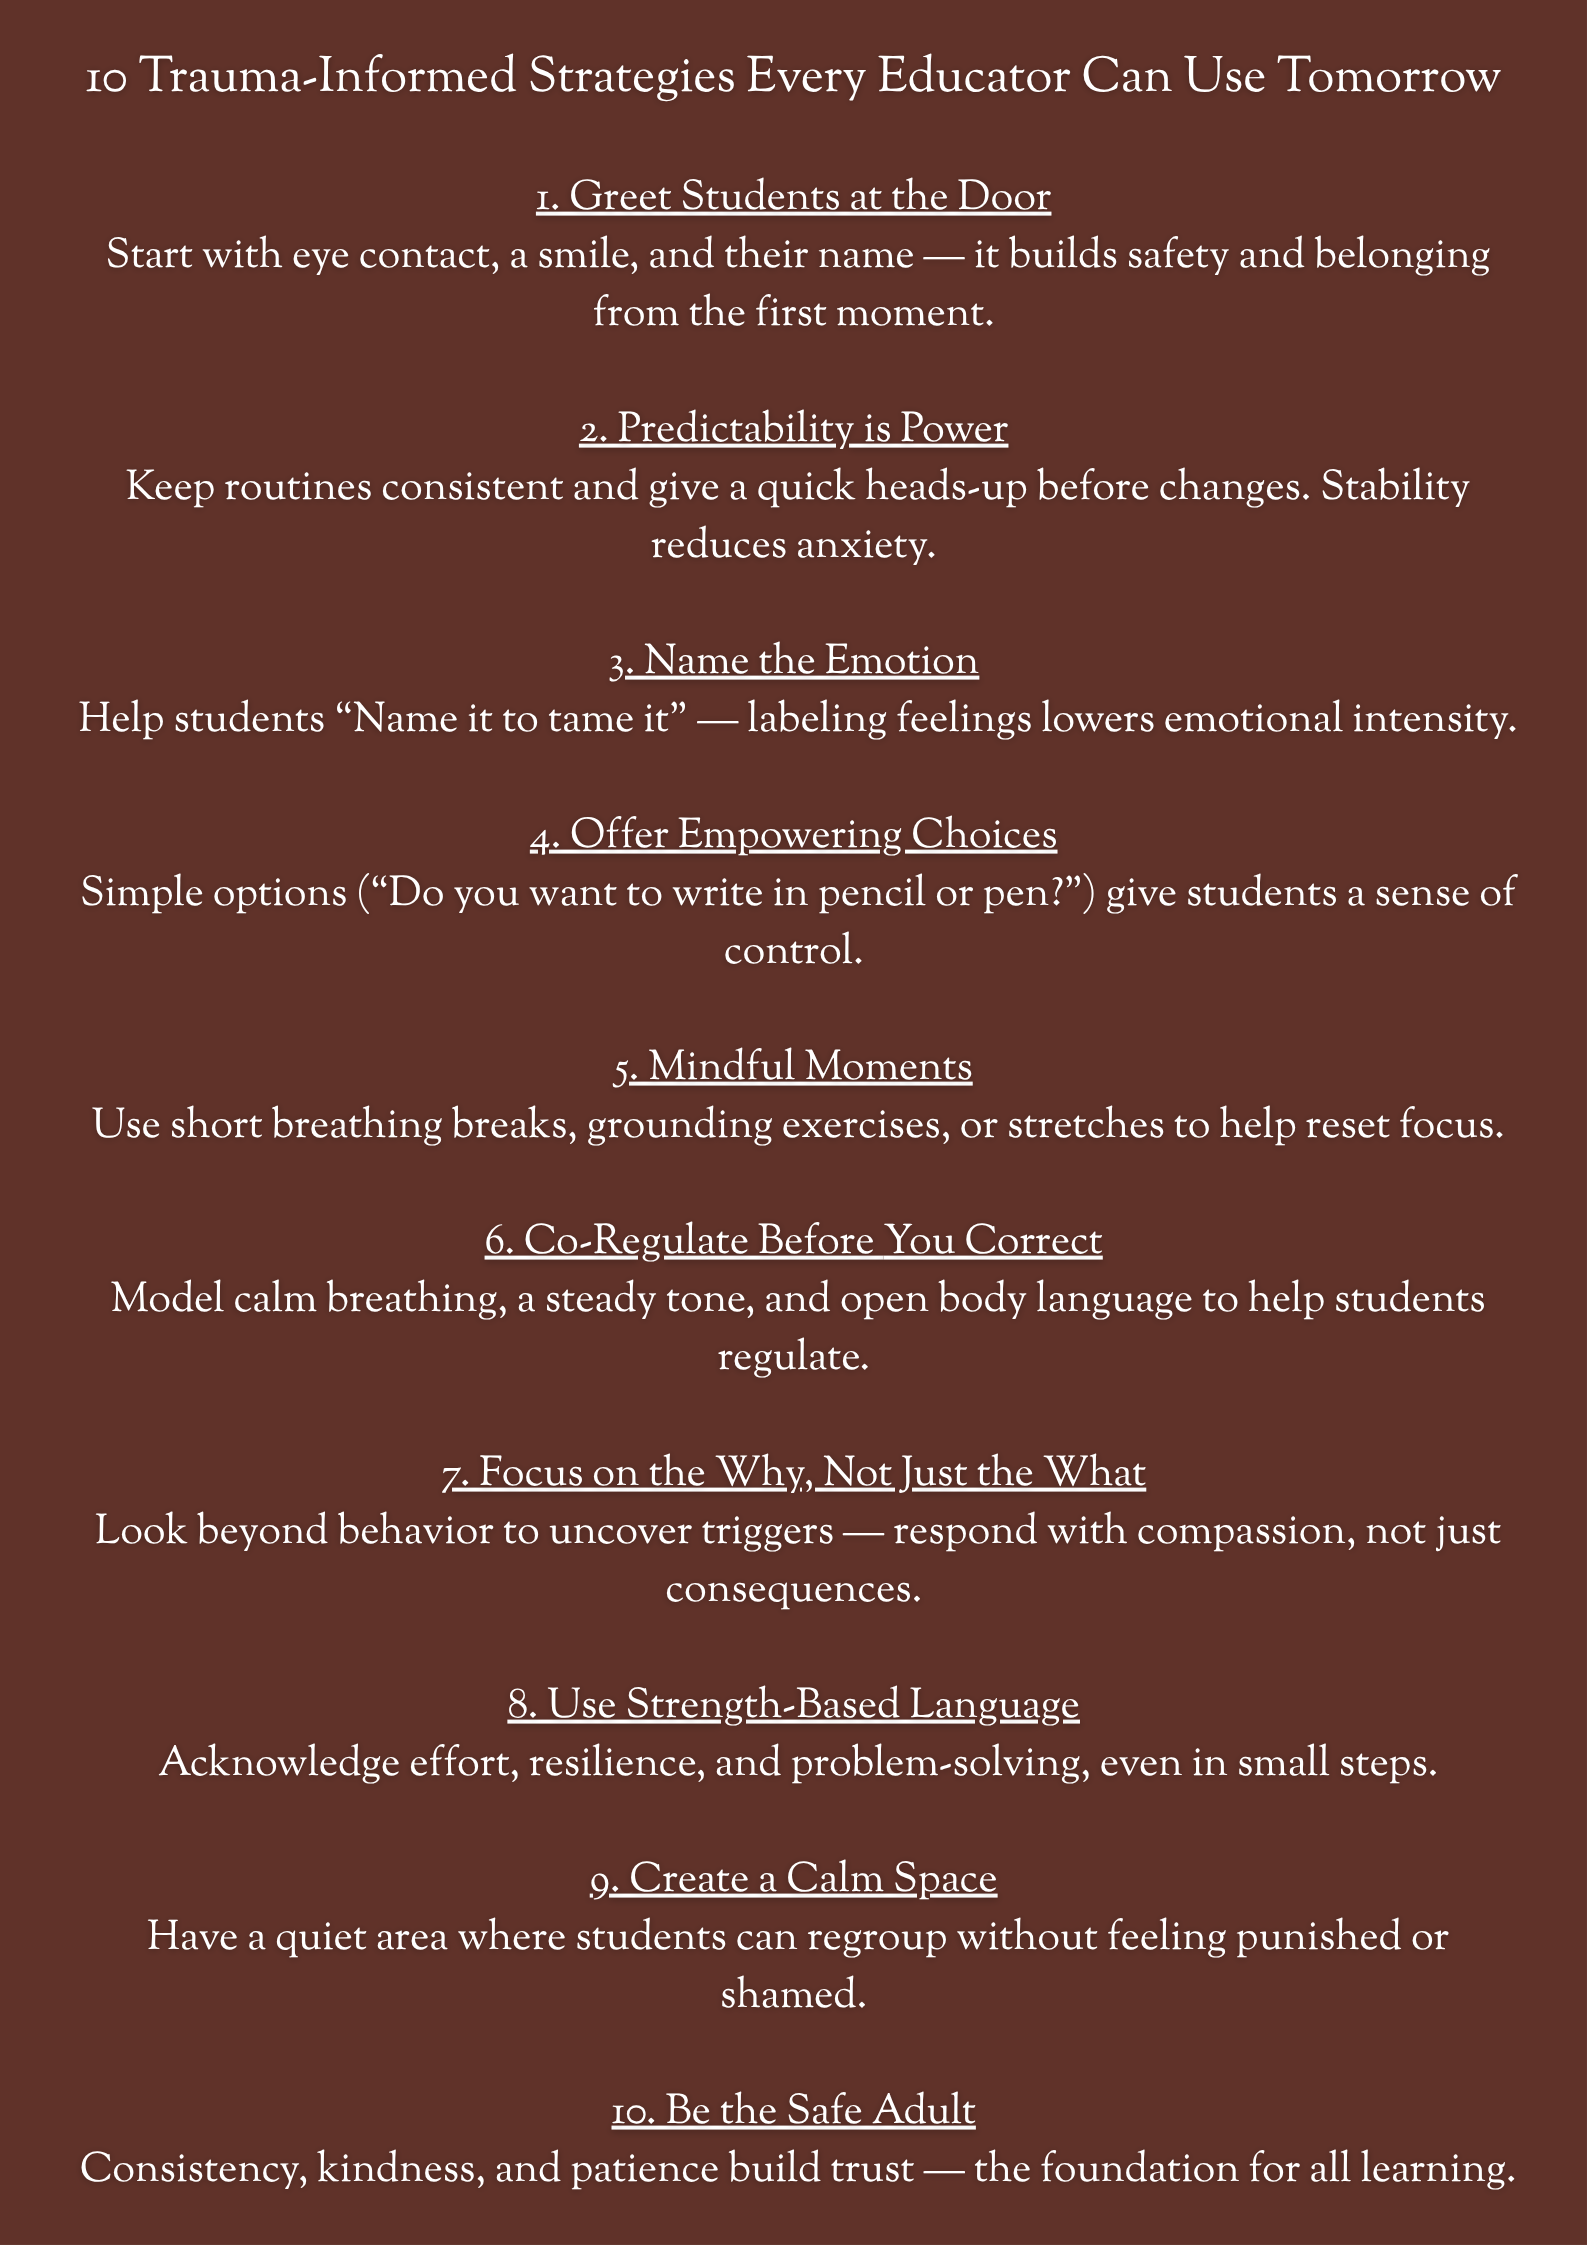 10 Trauma-Informed Strategies Every Educator Can Use Tomorrow
1. Greet Students at the Door
Start with eye contact, a smile, and their name — it builds safety and belonging
from the first moment.
2. Predictability is Power
Keep routines consistent and give a quick heads-up before changes. Stability
reduces anxiety.
3. Name the Emotion
Help students “Name it to tame it” — labeling feelings lowers emotional intensity.
4. Offer Empowering Choices
Simple options (“Do you want to write in pencil or pen?”) give students a sense of
control.
5. Mindful Moments
Use short breathing breaks, grounding exercises, or stretches to help reset focus.
6. Co-Regulate Before You Correct
Model calm breathing, a steady tone, and open body language to help students
regulate.
7. Focus on the Why, Not Just the What
Look beyond behavior to uncover triggers — respond with compassion, not just
consequences.
8. Use Strength-Based Language
Acknowledge effort, resilience, and problem-solving, even in small steps.
9. Create a Calm Space
Have a quiet area where students can regroup without feeling punished or
shamed.
10. Be the Safe Adult
Consistency, kindness, and patience build trust — the foundation for all learning.